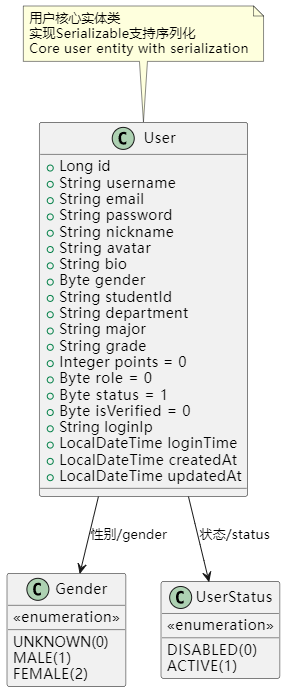 用户核心实体类
实现Serializable支持序列化
Core user entity with serialization
C User
Long id
String username
String email
String password
String nickname
String avatar
String bio
Byte gender
String studentId
String department
String major
String grade
Integer points = 0
Byte role = 0
Byte status = 1
Byte isVerified = 0
String loginIp
LocalDateTime loginTime
LocalDateTime createdAt
LocalDateTime updatedAt
性别/gender
状态/status
C Gender
«enumeration»
UNKNOWN(0)
MALE(1)
FEMALE(2)
C UserStatus
«enumeration»
DISABLED(0)
ACTIVE(1)